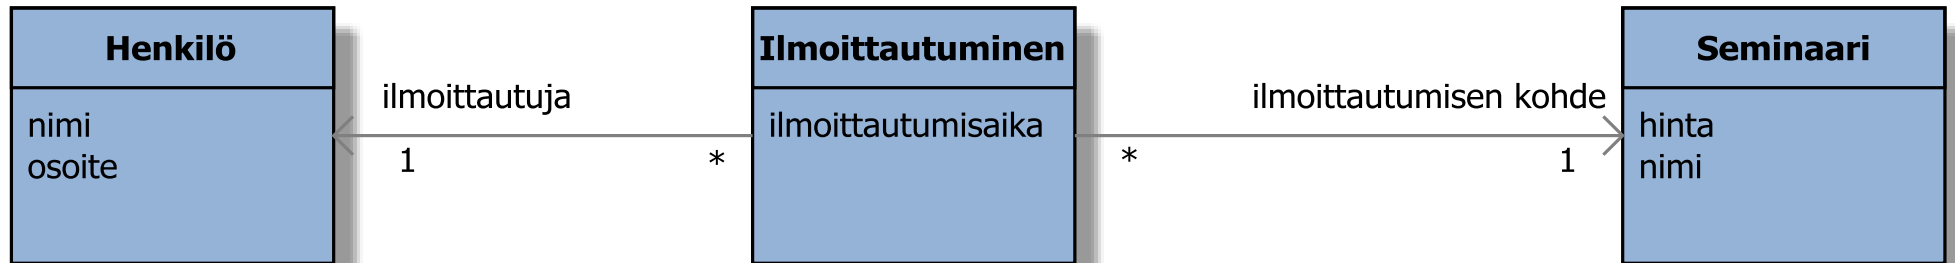 Henkilö
nimi
osoite
ilmoittautuja
1
*
Ilmoittautuminen
ilmoittautumisaika
*
ilmoittautumisen kohde
1
Seminaari
hinta
nimi